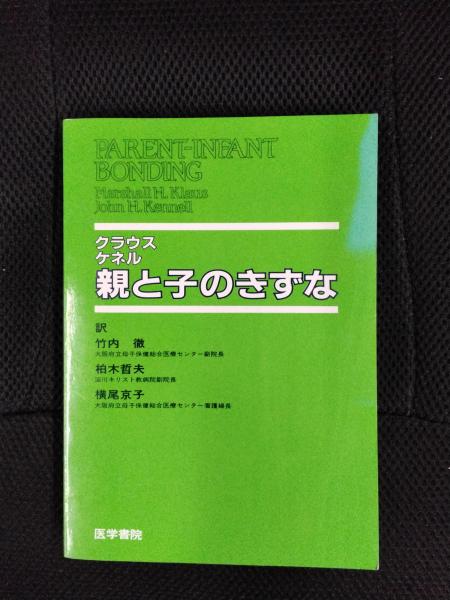 PARENT-INFANT
BONDING
Marshall H. Klaus
John H. Kennell
クラウス
ケネル
親と子のきずな
訳
竹内 徹
大阪府立母子保健総合医療センター副院長
柏木哲夫
淀川キリスト教病院副院長
横尾京子
大阪府立母子保健総合医療センター看護婦長
医学書院